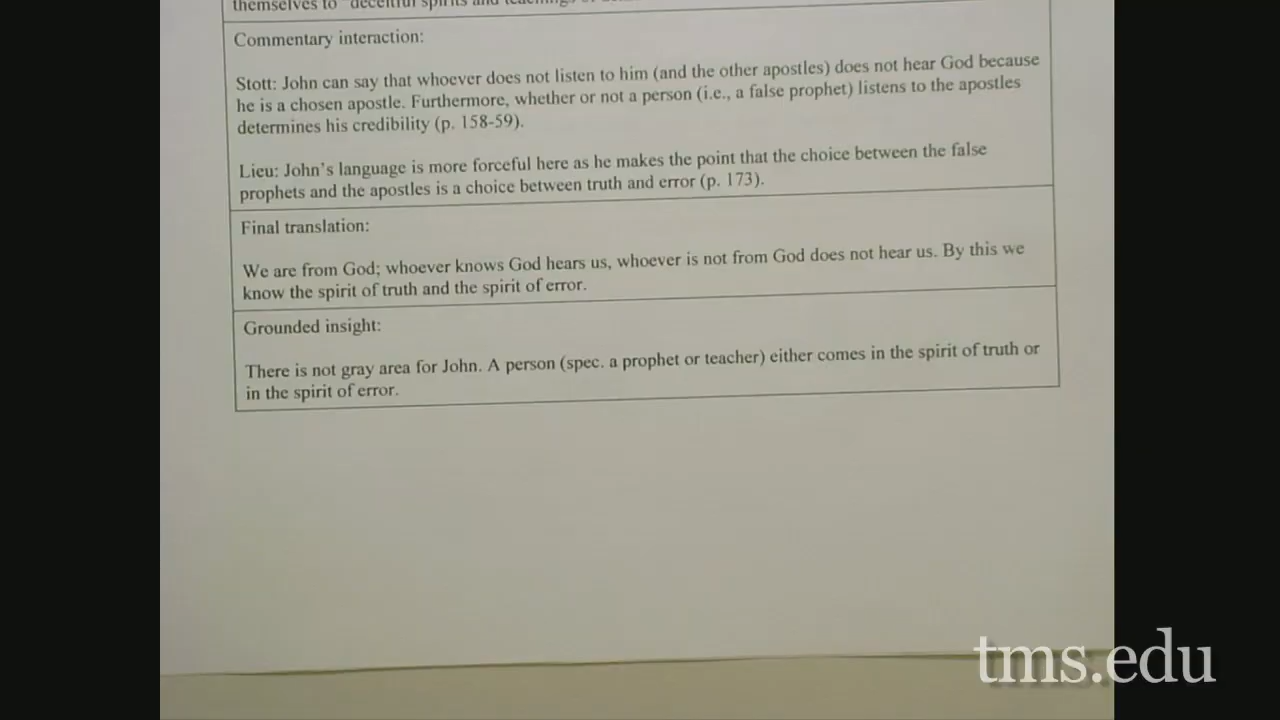 themselves to "deceitful spirits and teachings of
Commentary interaction:
Stott: John can say that whoever does not listen to him (and the other apostles) does not hear God because
he is a chosen apostle. Furthermore, whether or not a person (i.e., a false prophet) listens to the apostles
determines his credibility (p. 158-59).
Lieu: John's language is more forceful here as he makes the point that the choice between the false
prophets and the apostles is a choice between truth and error (p. 173).
Final translation:
We are from God; whoever knows God hears us, whoever is not from God does not hear us. By this we
know the spirit of truth and the spirit of error.
Grounded insight:
There is not gray area for John. A person (spec. a prophet or teacher) either comes in the spirit of truth or
in the spirit of error.
tms.edu